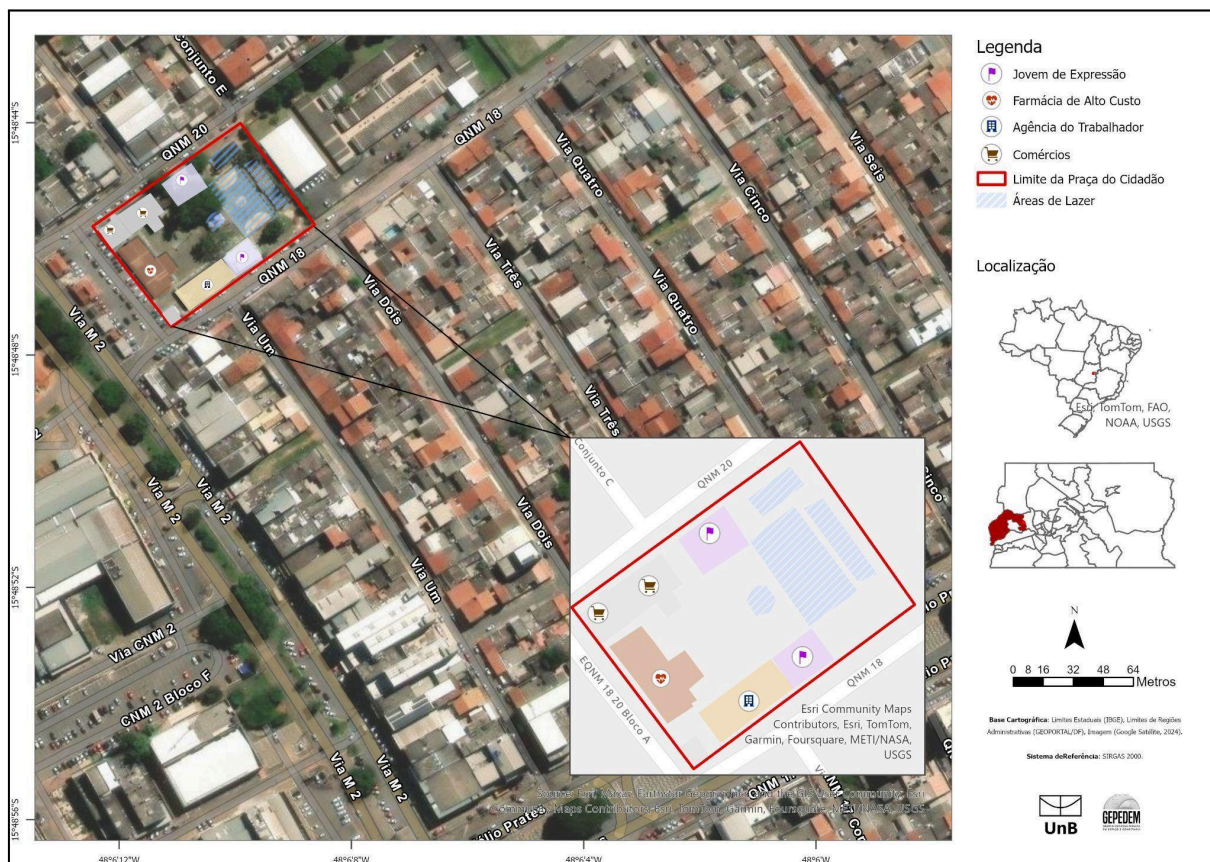 Conjunto E
QNM 20
QNM 18
QNM 18
Via Quatro
Via Cinco
Via Seis
Via Três
Via Quatro
Via Dois
Via Um
Via M 2
Via Três
Via M 2
Via M 2
Via Dois
Via Um
Via CNM 2
CNM 2 Bloco F
Via M 2
Cinco
15°48'44"S
15°48'48"S
15°48'52"S
15°48'56"S
48°6'12"W
48°6'8"W
48°6'4"W
48°6'W
Conjunto C
QNM 20
QNM 18
EQNM 18 20 Bloco A
Esri Community Maps
Contributors, Esri, TomTom,
Garmin, Foursquare, METI/NASA,
USGS
Legenda
Jovem de Expressão
Farmácia de Alto Custo
Agência do Trabalhador
Comércios
Limite da Praça do Cidadão
Áreas de Lazer
Localização
Esri, TomTom, FAO,
NOAA, USGS
N
0 8 16 32 48 64
Metros
Base Cartográfica: Limites Estaduais (IBGE), Limites de Regiões
Administrativas (GEOPORTAL/DF), Imagem (Google Satélite, 2024).
Sistema deReferência: SIRGAS 2000.
UnB
GEPEDEM